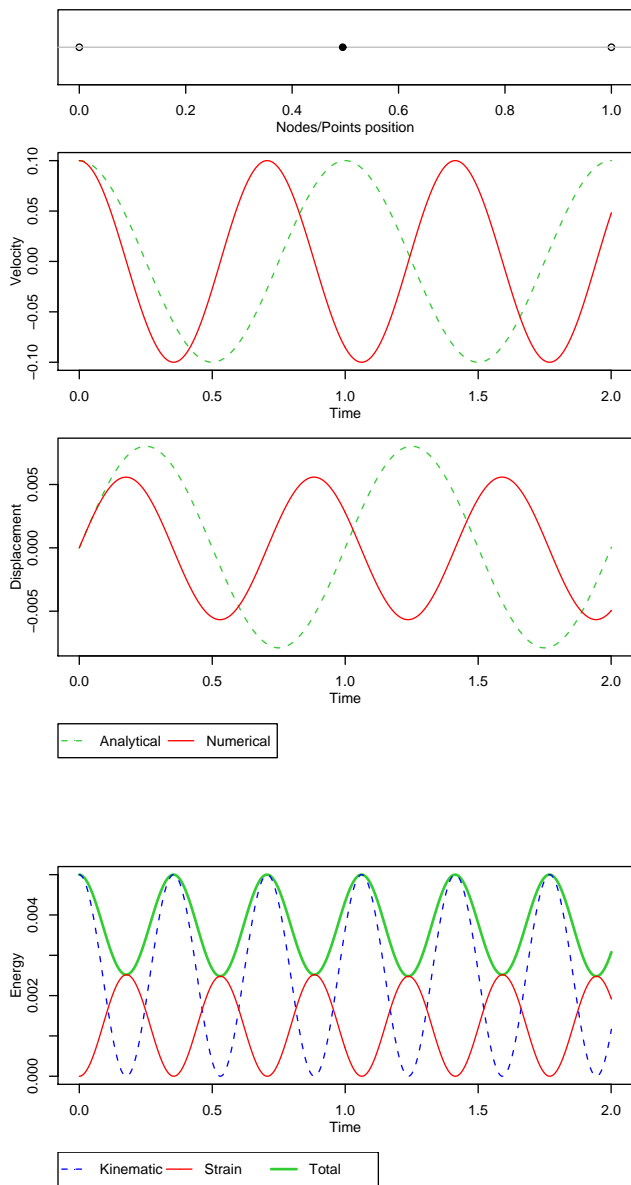 0.0 0.2 0.4 0.6 0.8 1.0
Nodes/Points position
Velocity
0.10
0.05
0.00
−0.05
−0.10
0.0 0.5 1.0 1.5 2.0
Time
Displacement
0.005
0.000
−0.005
0.0 0.5 1.0 1.5 2.0
Time
Analytical Numerical
Energy
0.004
0.002
0.000
0.0 0.5 1.0 1.5 2.0
Time
Kinematic Strain Total